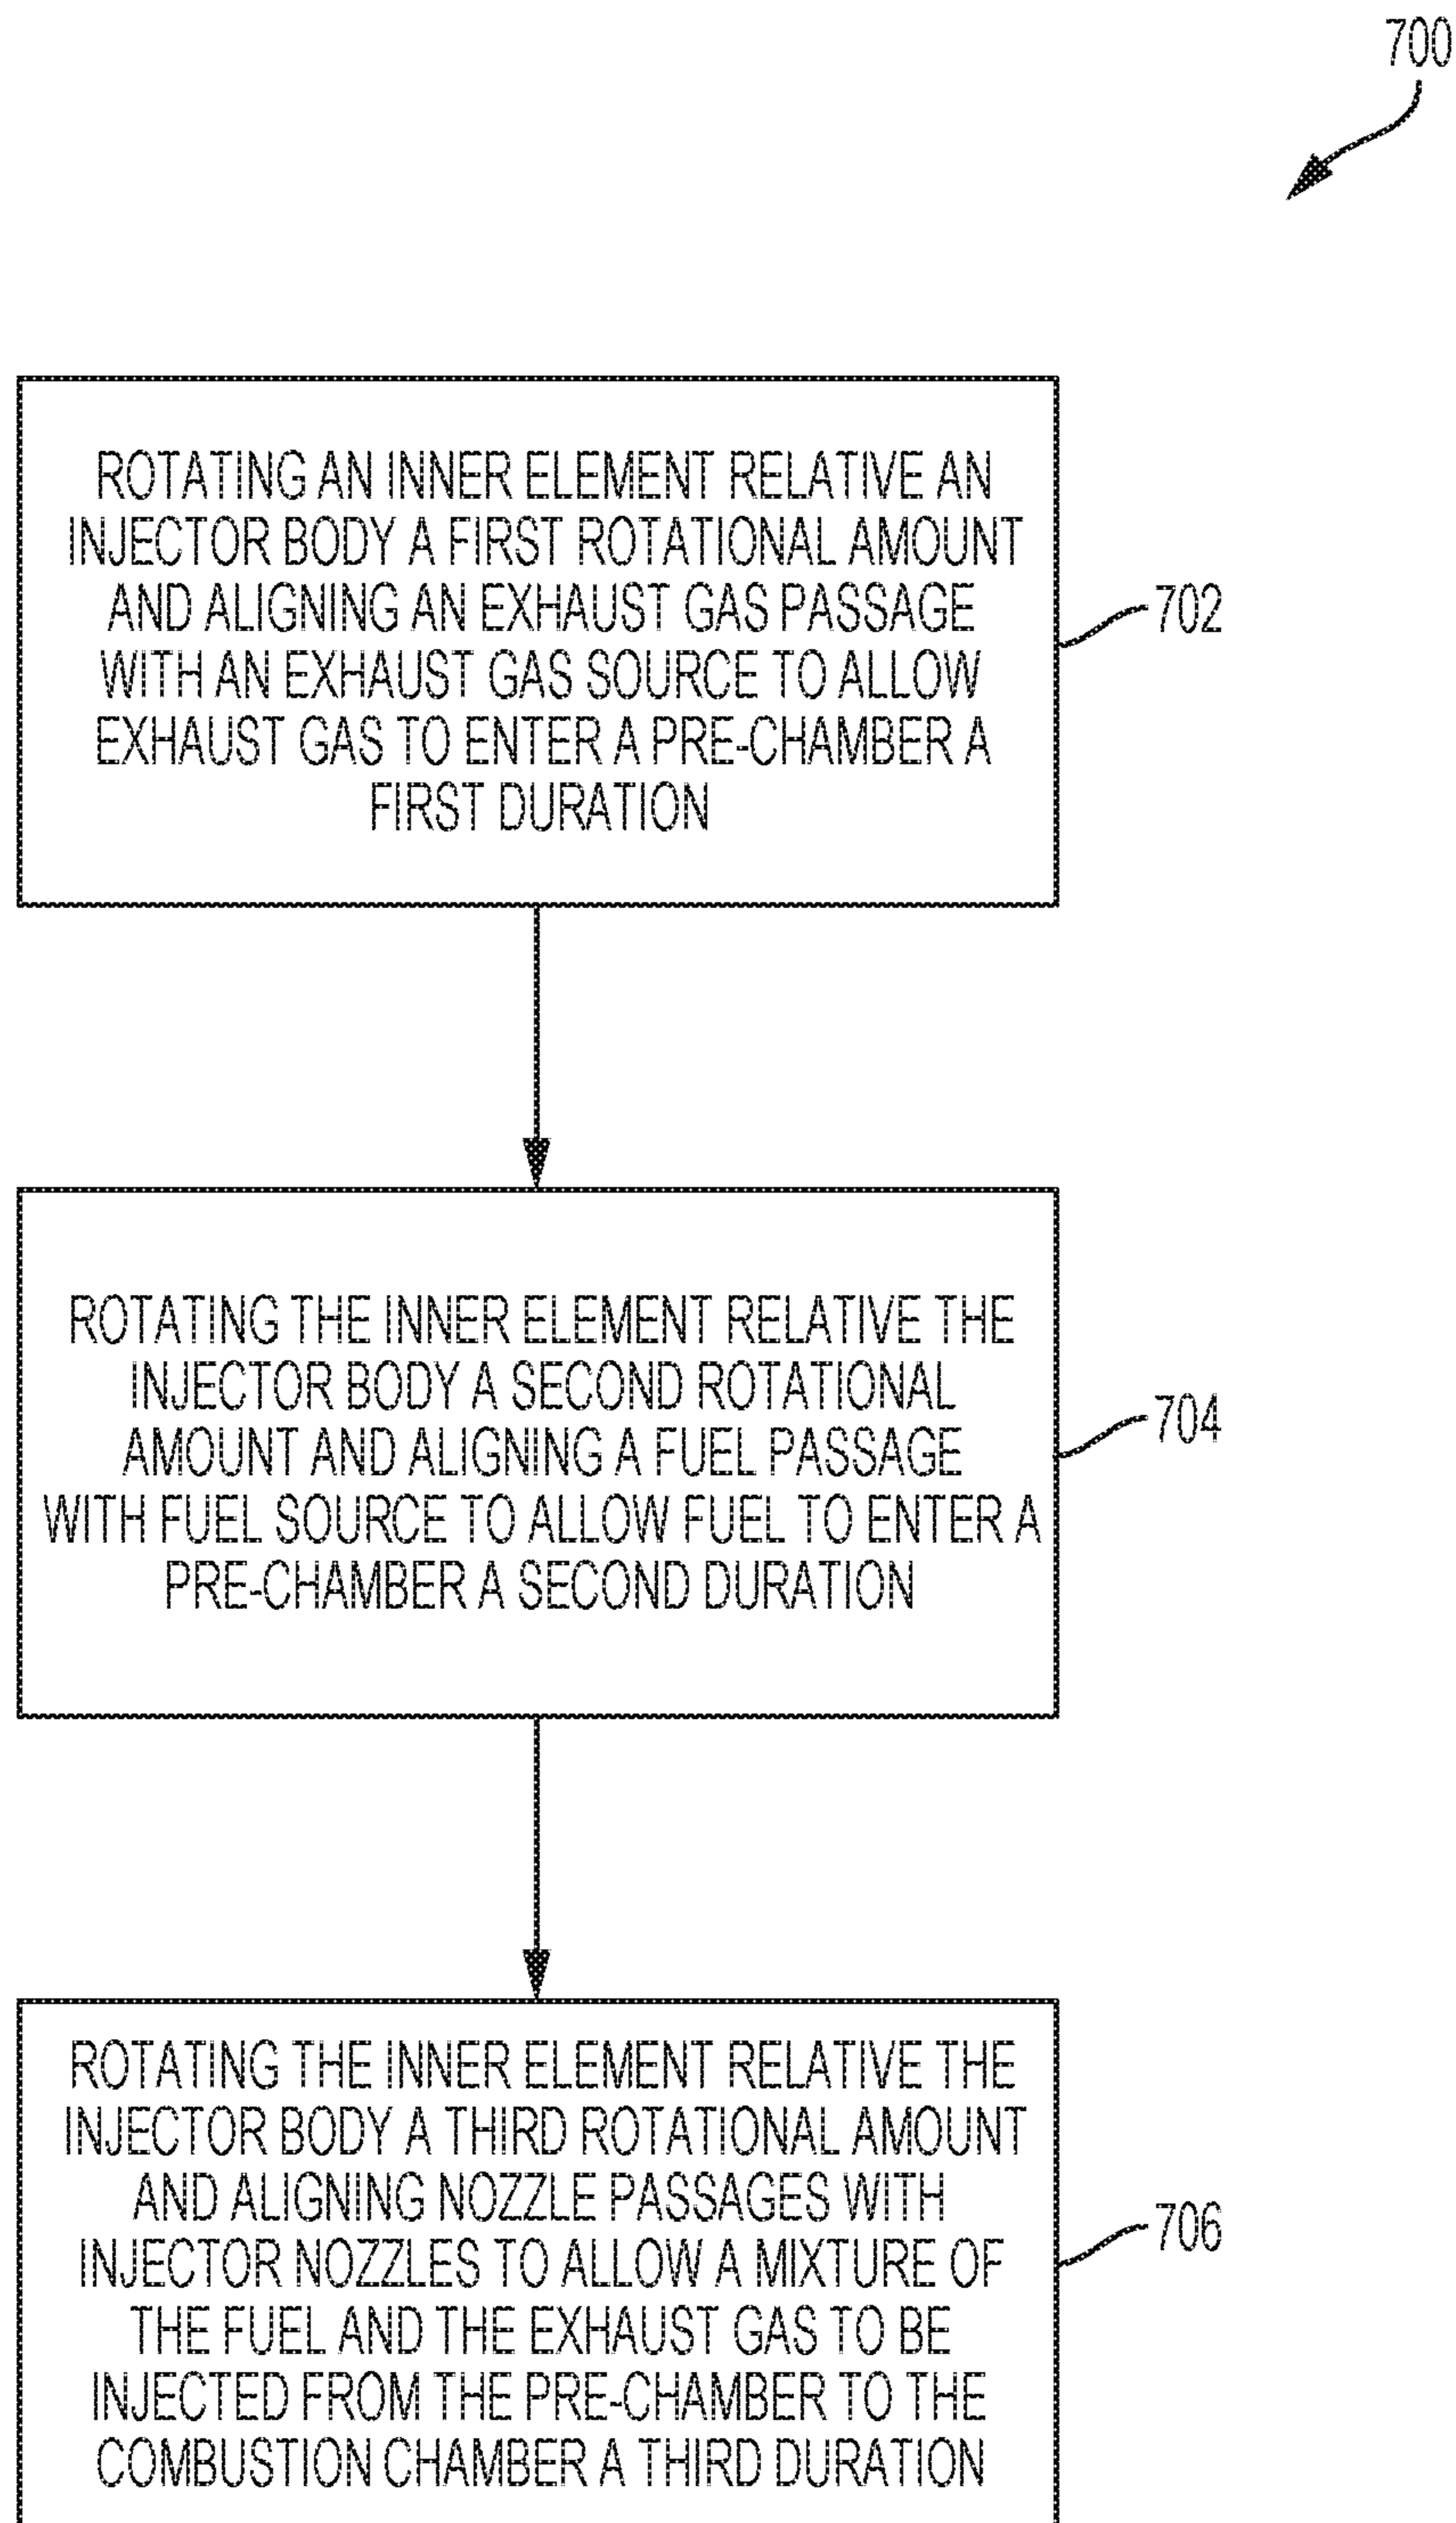 700
ROTATING AN INNER ELEMENT RELATIVE AN
INJECTOR BODY A FIRST ROTATIONAL AMOUNT
AND ALIGNING AN EXHAUST GAS PASSAGE
WITH AN EXHAUST GAS SOURCE TO ALLOW
EXHAUST GAS TO ENTER A PRE-CHAMBER A
FIRST DURATION
702
ROTATING THE INNER ELEMENT RELATIVE THE
INJECTOR BODY A SECOND ROTATIONAL
AMOUNT AND ALIGNING A FUEL PASSAGE
WITH FUEL SOURCE TO ALLOW FUEL TO ENTER A
PRE-CHAMBER A SECOND DURATION
704
ROTATING THE INNER ELEMENT RELATIVE THE
INJECTOR BODY A THIRD ROTATIONAL AMOUNT
AND ALIGNING NOZZLE PASSAGES WITH
INJECTOR NOZZLES TO ALLOW A MIXTURE OF
THE FUEL AND THE EXHAUST GAS TO BE
INJECTED FROM THE PRE-CHAMBER TO THE
COMBUSTION CHAMBER A THIRD DURATION
706